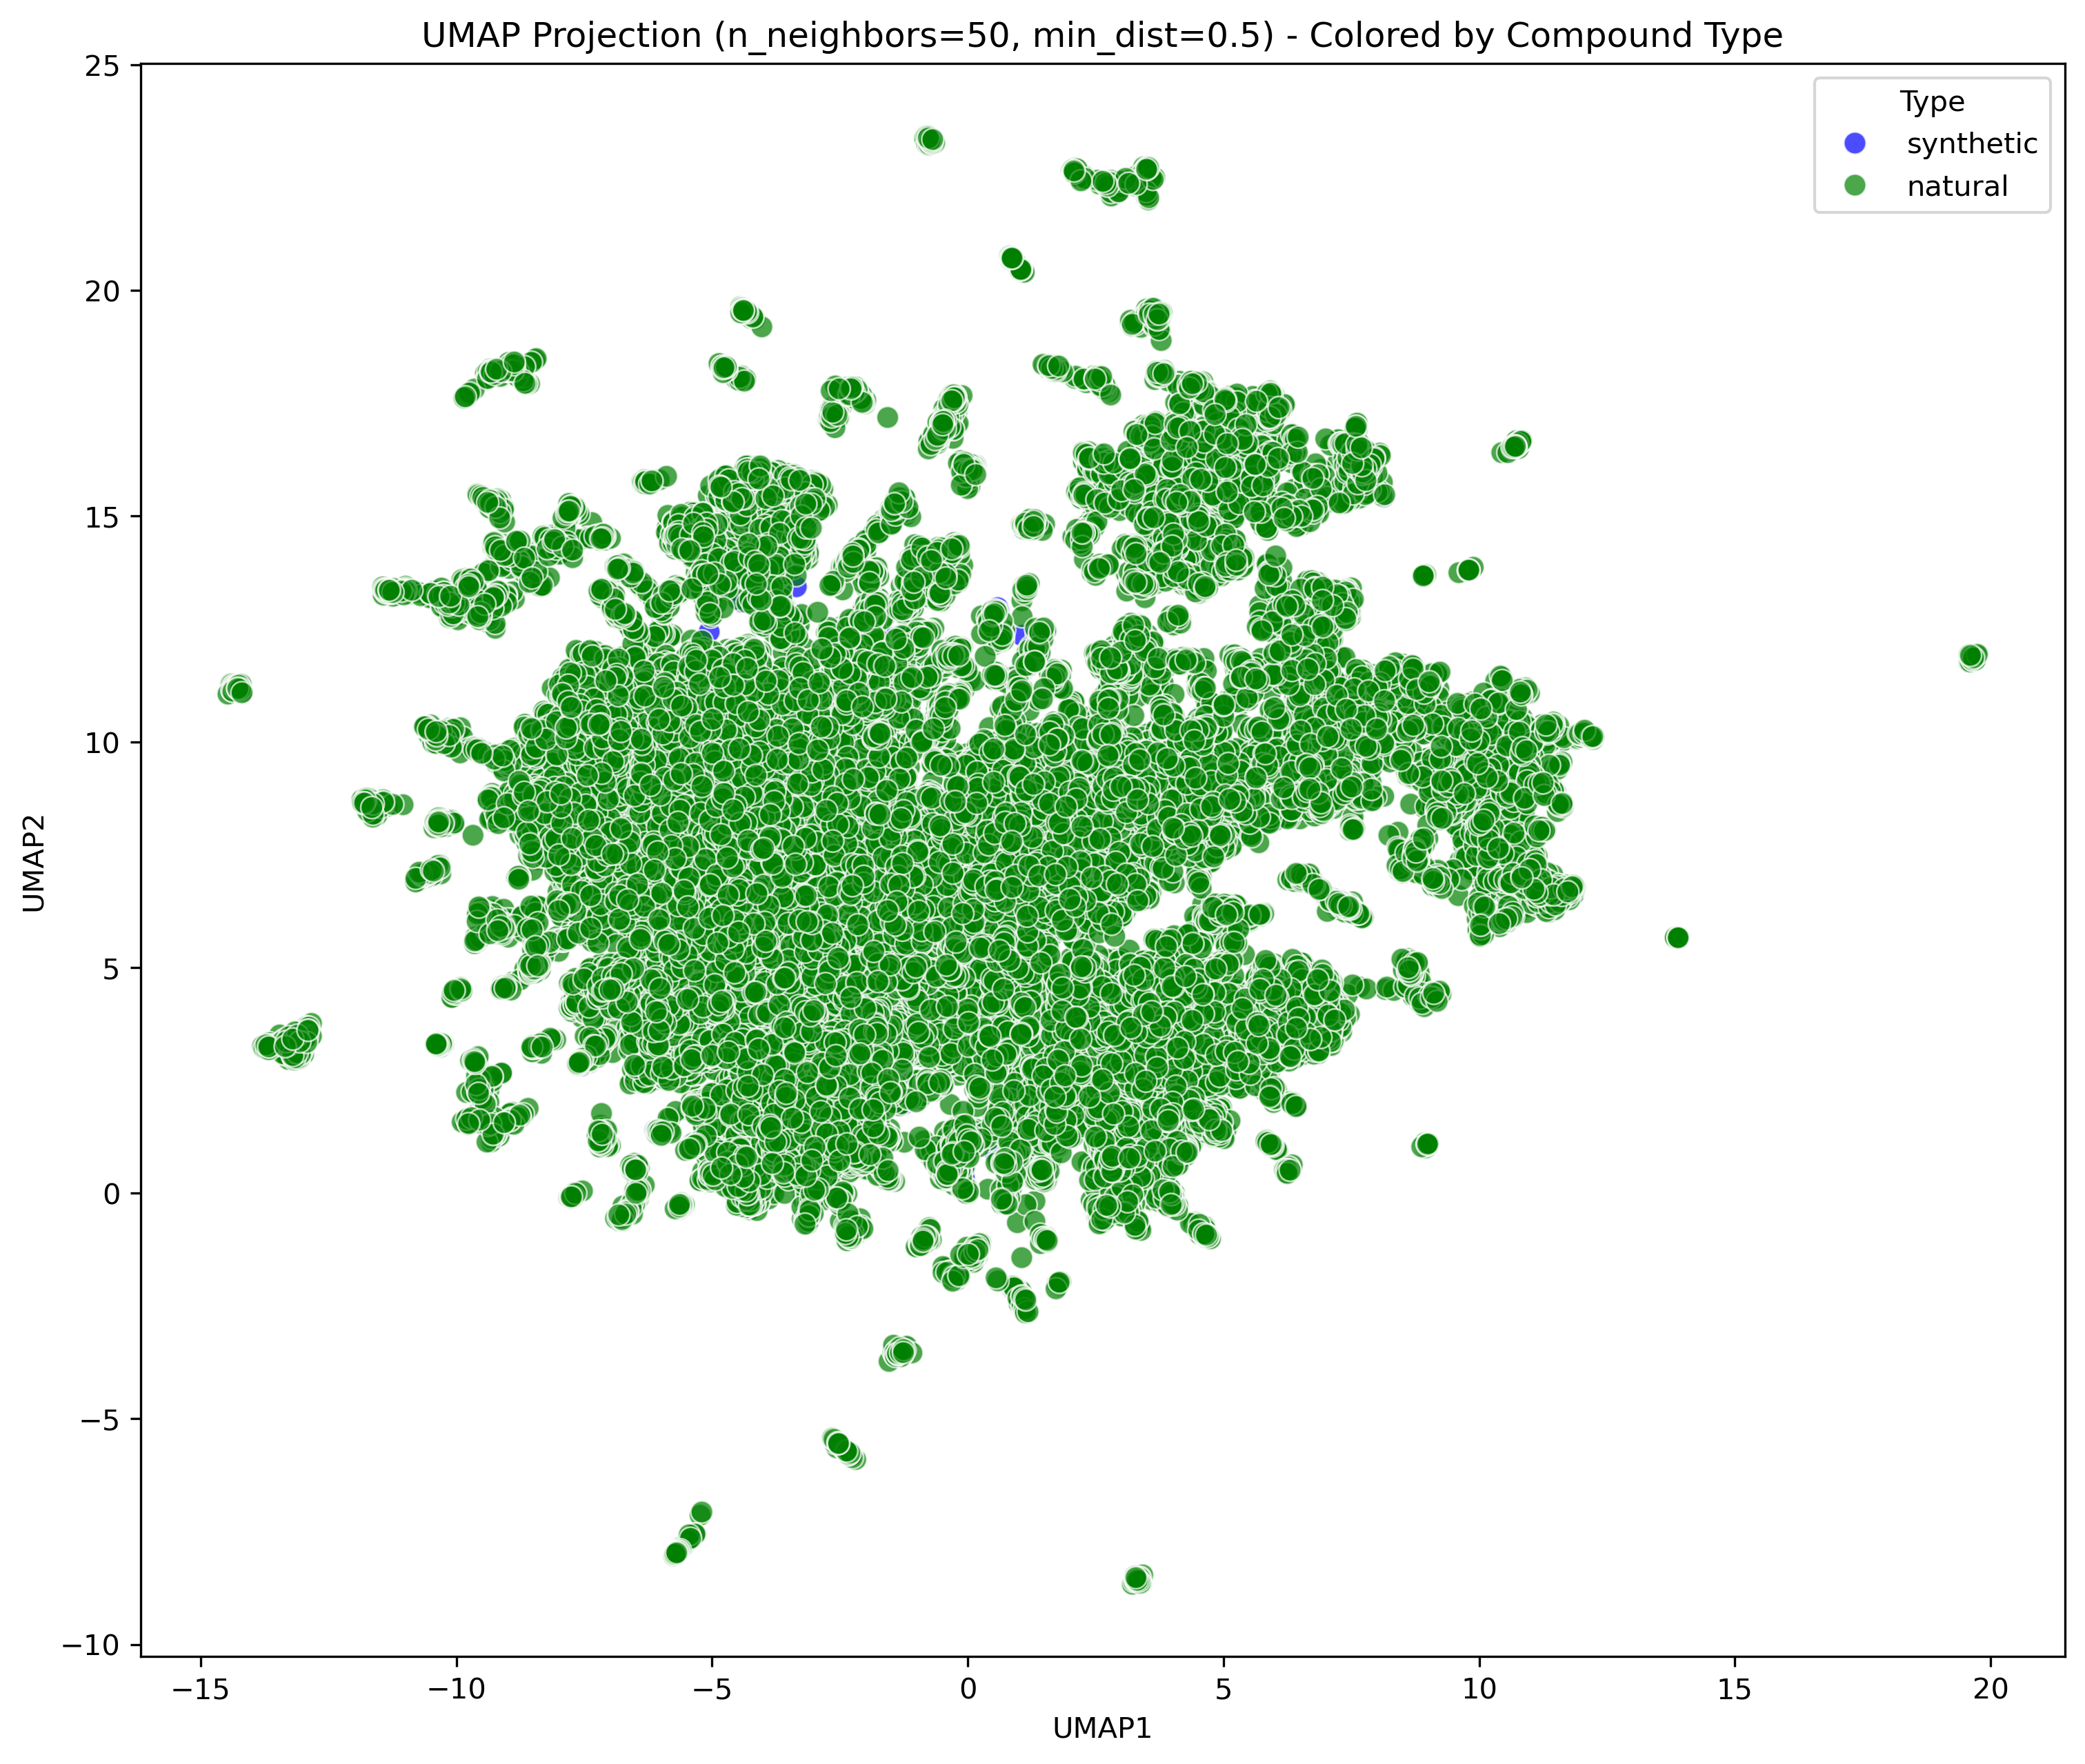 UMAP Projection (n_neighbors=50, min_dist=0.5) - Colored by Compound Type
Type
synthetic
natural
25
20
15
10
5
0
−5
−10
UMAP2
−15
−10
−5
0
5
10
15
20
UMAP1